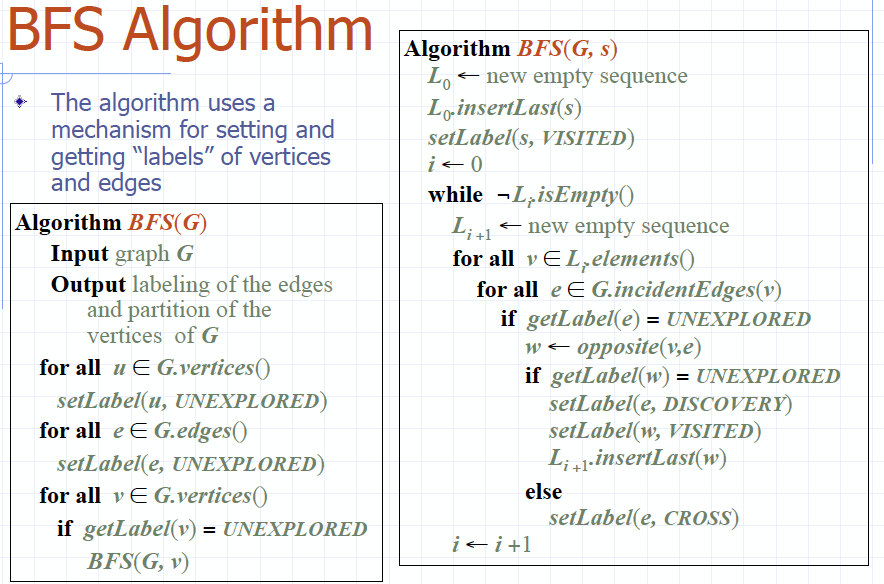 BFS Algorithm
The algorithm uses a
mechanism for setting and
getting “labels” of vertices
and edges
Algorithm BFS(G)
Input graph G
Output labeling of the edges
and partition of the
vertices of G
for all u ∈ G.vertices()
setLabel(u, UNEXPLORED)
for all e ∈ G.edges()
setLabel(e, UNEXPLORED)
for all v ∈ G.vertices()
if getLabel(v) = UNEXPLORED
BFS(G, v)
Algorithm BFS(G, s)
L0 ← new empty sequence
L0.insertLast(s)
setLabel(s, VISITED)
i ← 0
while ¬Li.isEmpty()
Li +1 ← new empty sequence
for all v ∈ Li.elements()
for all e ∈ G.incidentEdges(v)
if getLabel(e) = UNEXPLORED
w ← opposite(v,e)
if getLabel(w) = UNEXPLORED
setLabel(e, DISCOVERY)
setLabel(w, VISITED)
Li +1.insertLast(w)
else
setLabel(e, CROSS)
i ← i +1